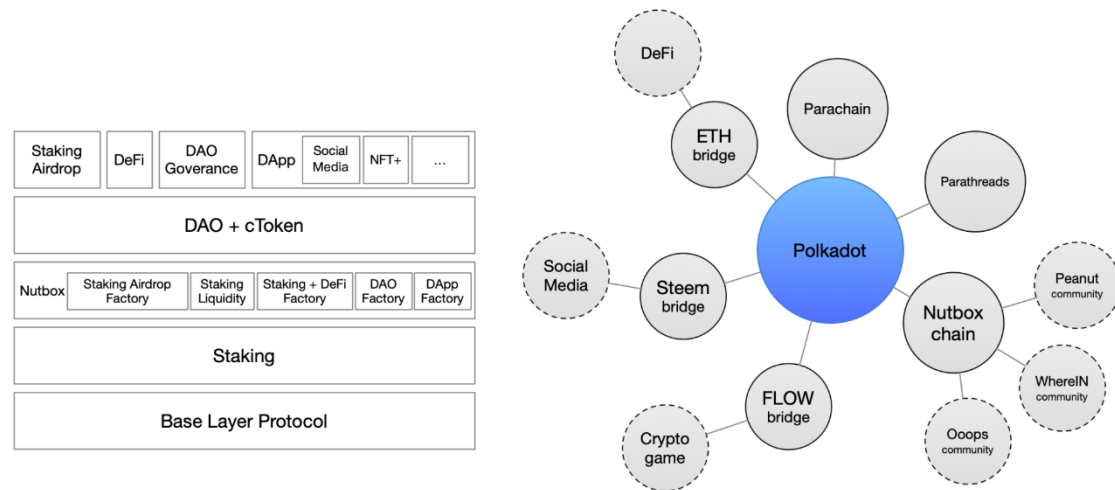 Staking
Airdrop
DeFi
DAO
Goverance
DApp
Social
Media
NFT+
...
DAO + cToken
Nutbox
Staking Airdrop
Factory
Staking
Liquidity
Staking + DeFi
Factory
DAO
Factory
DApp
Factory
Staking
Base Layer Protocol
DeFi
ETH
bridge
Parachain
Parathreads
Polkadot
Social
Media
Steem
bridge
Nutbox
chain
Peanut
community
WhereIN
community
Ooops
community
FLOW
bridge
Crypto
game